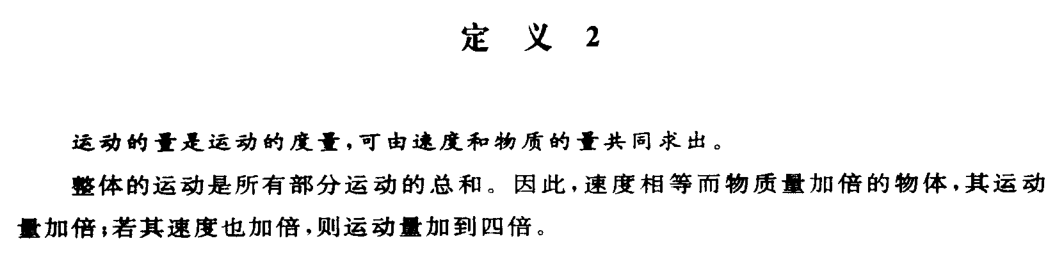 定 义 2
运动的量是运动的度量,可由速度和物质的量共同求出。
整体的运动是所有部分运动的总和。因此,速度相等而物质量加倍的物体,其运动
量加倍;若其速度也加倍,则运动量加到四倍。